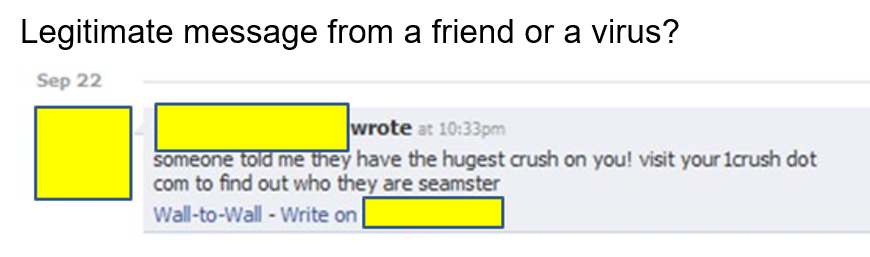 Legitimate message from a friend or a virus?
Sep 22
wrote at 10:33pm
someone told me they have the hugest crush on you! visit your1crush dot
com to find out who they are seamster
Wall-to-Wall - Write on